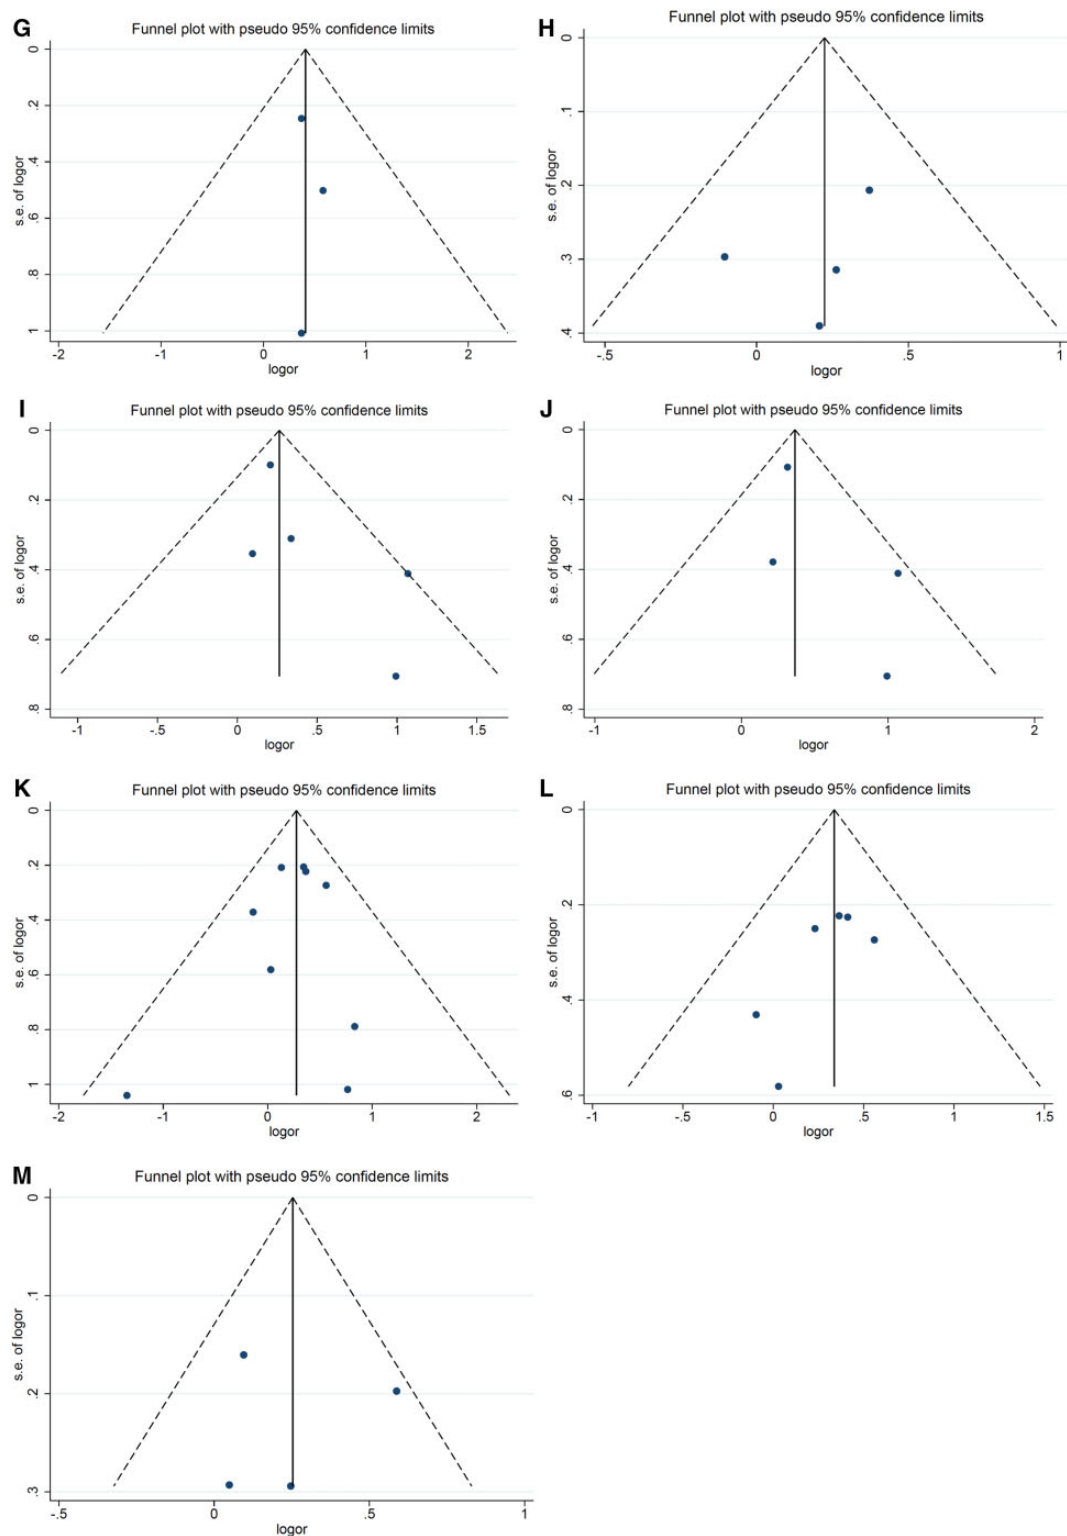 G
Funnel plot with pseudo 95% confidence limits
s.e. of logor
0
.2
.4
.6
.8
1
-2
-1
0
1
2
logor
H
Funnel plot with pseudo 95% confidence limits
s.e. of logor
0
.1
.2
.3
.4
-.5
0
.5
1
logor
I
Funnel plot with pseudo 95% confidence limits
s.e. of logor
0
.2
.4
.6
.8
-1
-.5
0
.5
1
1.5
logor
J
Funnel plot with pseudo 95% confidence limits
s.e. of logor
0
.2
.4
.6
.8
-1
0
1
2
logor
K
Funnel plot with pseudo 95% confidence limits
s.e. of logor
0
.2
.4
.6
.8
1
-2
-1
0
1
2
logor
L
Funnel plot with pseudo 95% confidence limits
s.e. of logor
0
.2
.4
.6
-1
-.5
0
.5
1
1.5
logor
M
Funnel plot with pseudo 95% confidence limits
s.e. of logor
0
.1
.2
.3
-.5
0
.5
1
logor